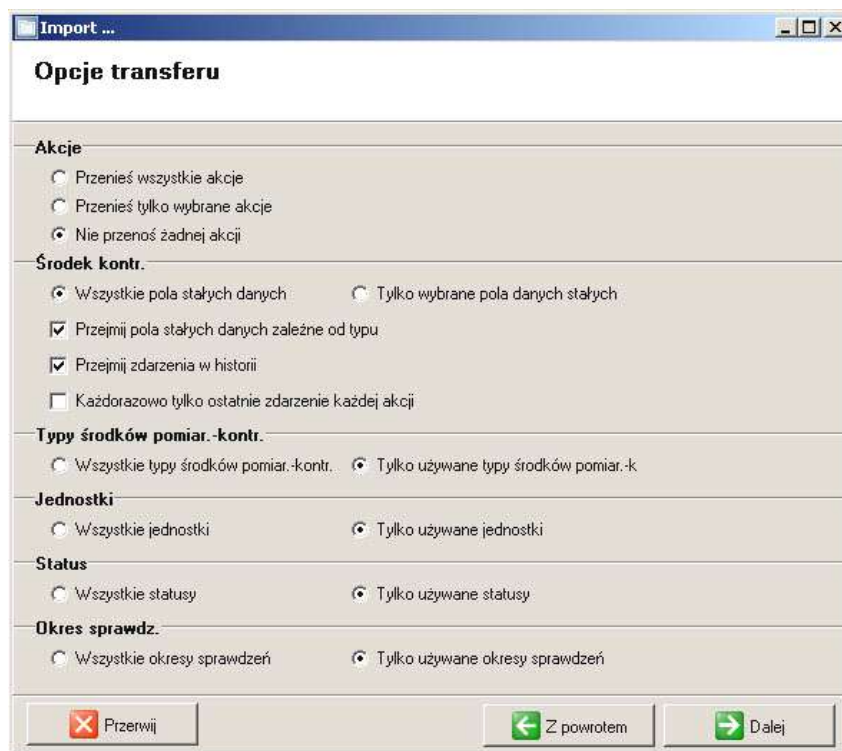 Import ...
Opcje transferu
Akcje
Przenieś wszystkie akcje
Przenieś tylko wybrane akcje
Nie przenoś żadnej akcji
Środek kontr.
Wszystkie pola stałych danych Tylko wybrane pola danych stałych
Przejmij pola stałych danych zależne od typu
Przejmij zdarzenia w historii
Każdorazowo tylko ostatnie zdarzenie każdej akcji
Typy środków pomiar.-kontr.
Wszystkie typy środków pomiar.-kontr. Tylko używane typy środków pomiar.-k
Jednostki
Wszystkie jednostki Tylko używane jednostki
Status
Wszystkie statusy Tylko używane statusy
Okres sprawdz.
Wszystkie okresy sprawdzeń Tylko używane okresy sprawdzeń
Przerwij Z powrotem Dalej